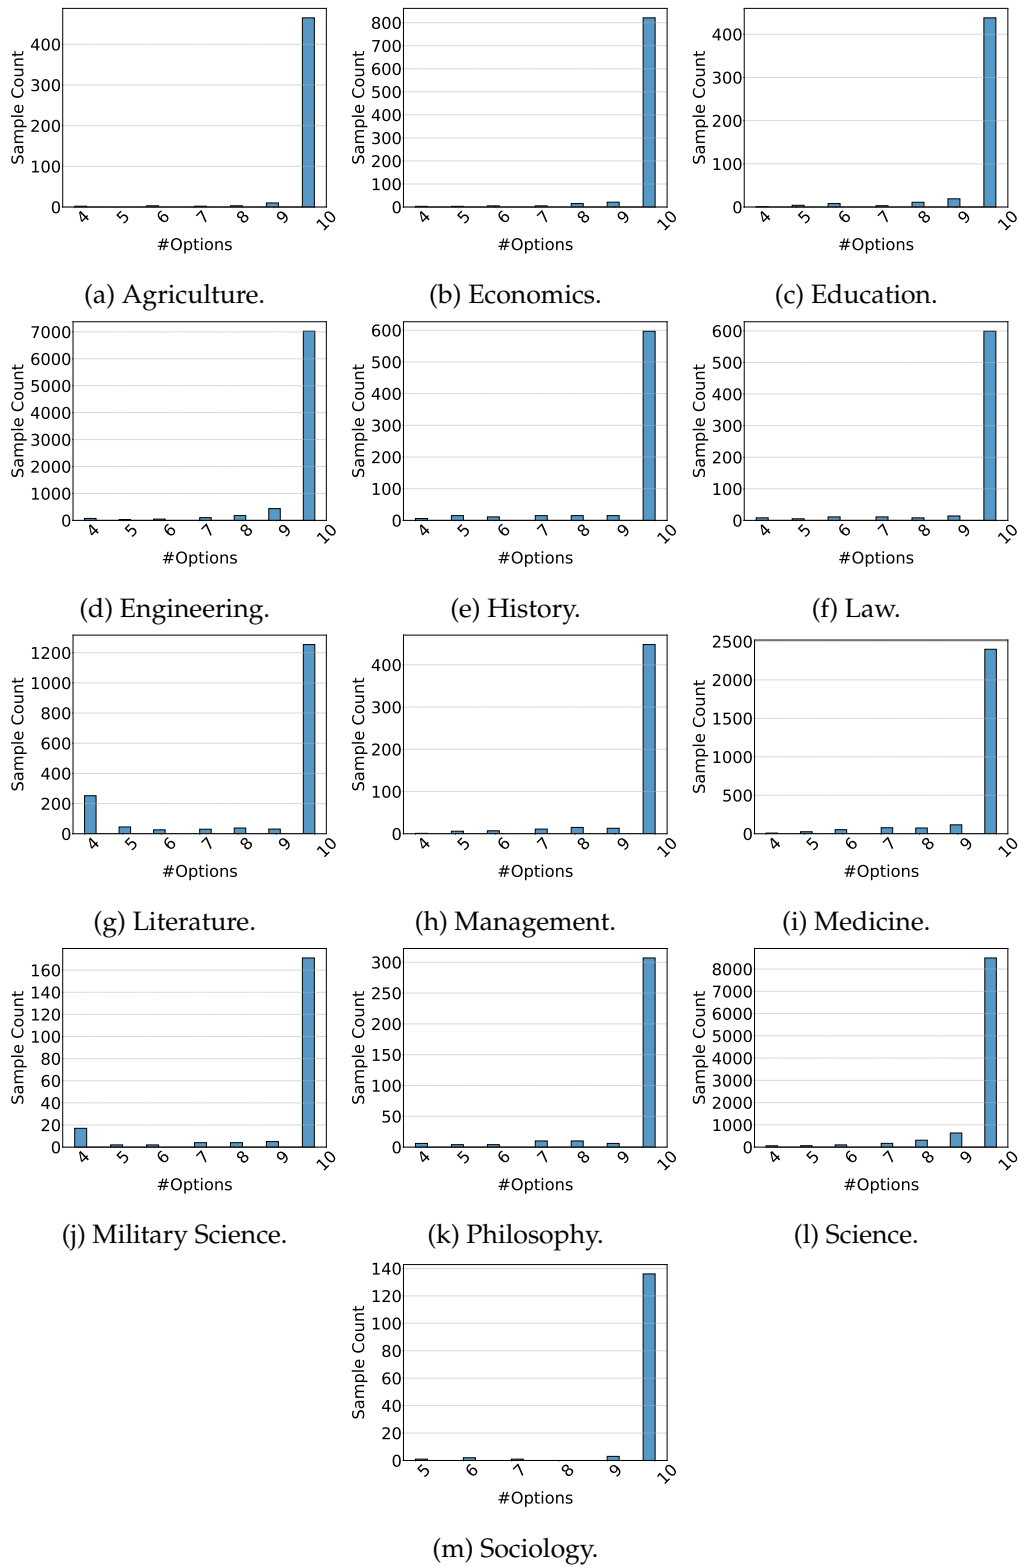 Sample Count
400
300
200
100
0
4 5 6 7 8 9 10
#Options
(a) Agriculture.
Sample Count
800
700
600
500
400
300
200
100
0
4 5 6 7 8 9 10
#Options
(b) Economics.
Sample Count
400
300
200
100
0
4 5 6 7 8 9 10
#Options
(c) Education.
Sample Count
7000
6000
5000
4000
3000
2000
1000
0
4 5 6 7 8 9 10
#Options
(d) Engineering.
Sample Count
600
500
400
300
200
100
0
4 5 6 7 8 9 10
#Options
(e) History.
Sample Count
600
500
400
300
200
100
0
4 5 6 7 8 9 10
#Options
(f) Law.
Sample Count
1200
1000
800
600
400
200
0
4 5 6 7 8 9 10
#Options
(g) Literature.
Sample Count
400
300
200
100
0
4 5 6 7 8 9 10
#Options
(h) Management.
Sample Count
2500
2000
1500
1000
500
0
4 5 6 7 8 9 10
#Options
(i) Medicine.
Sample Count
160
140
120
100
80
60
40
20
0
4 5 6 7 8 9 10
#Options
(j) Military Science.
Sample Count
300
250
200
150
100
50
0
4 5 6 7 8 9 10
#Options
(k) Philosophy.
Sample Count
8000
7000
6000
5000
4000
3000
2000
1000
0
4 5 6 7 8 9 10
#Options
(l) Science.
Sample Count
140
120
100
80
60
40
20
0
5 6 7 8 9 10
#Options
(m) Sociology.